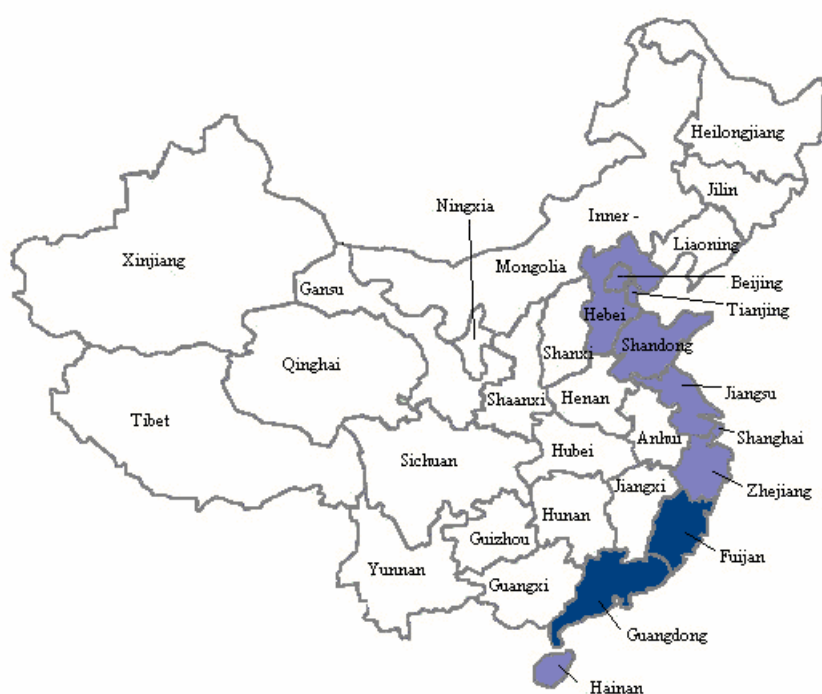 Heilongjiang
Jilin
Ningxia
Inner -
Liaoning
Xinjiang
Mongolia
Beijing
Gansu
Tianjing
Hebei
Shandong
Qinghai
Shanxi
Jiangsu
Shaanxi
Henan
Tibet
Anhui
Shanghai
Hubei
Sichuan
Jiangxi
Zhejiang
Hunan
Guizhou
Fuijan
Yunnan
Guangxi
Guangdong
Hainan